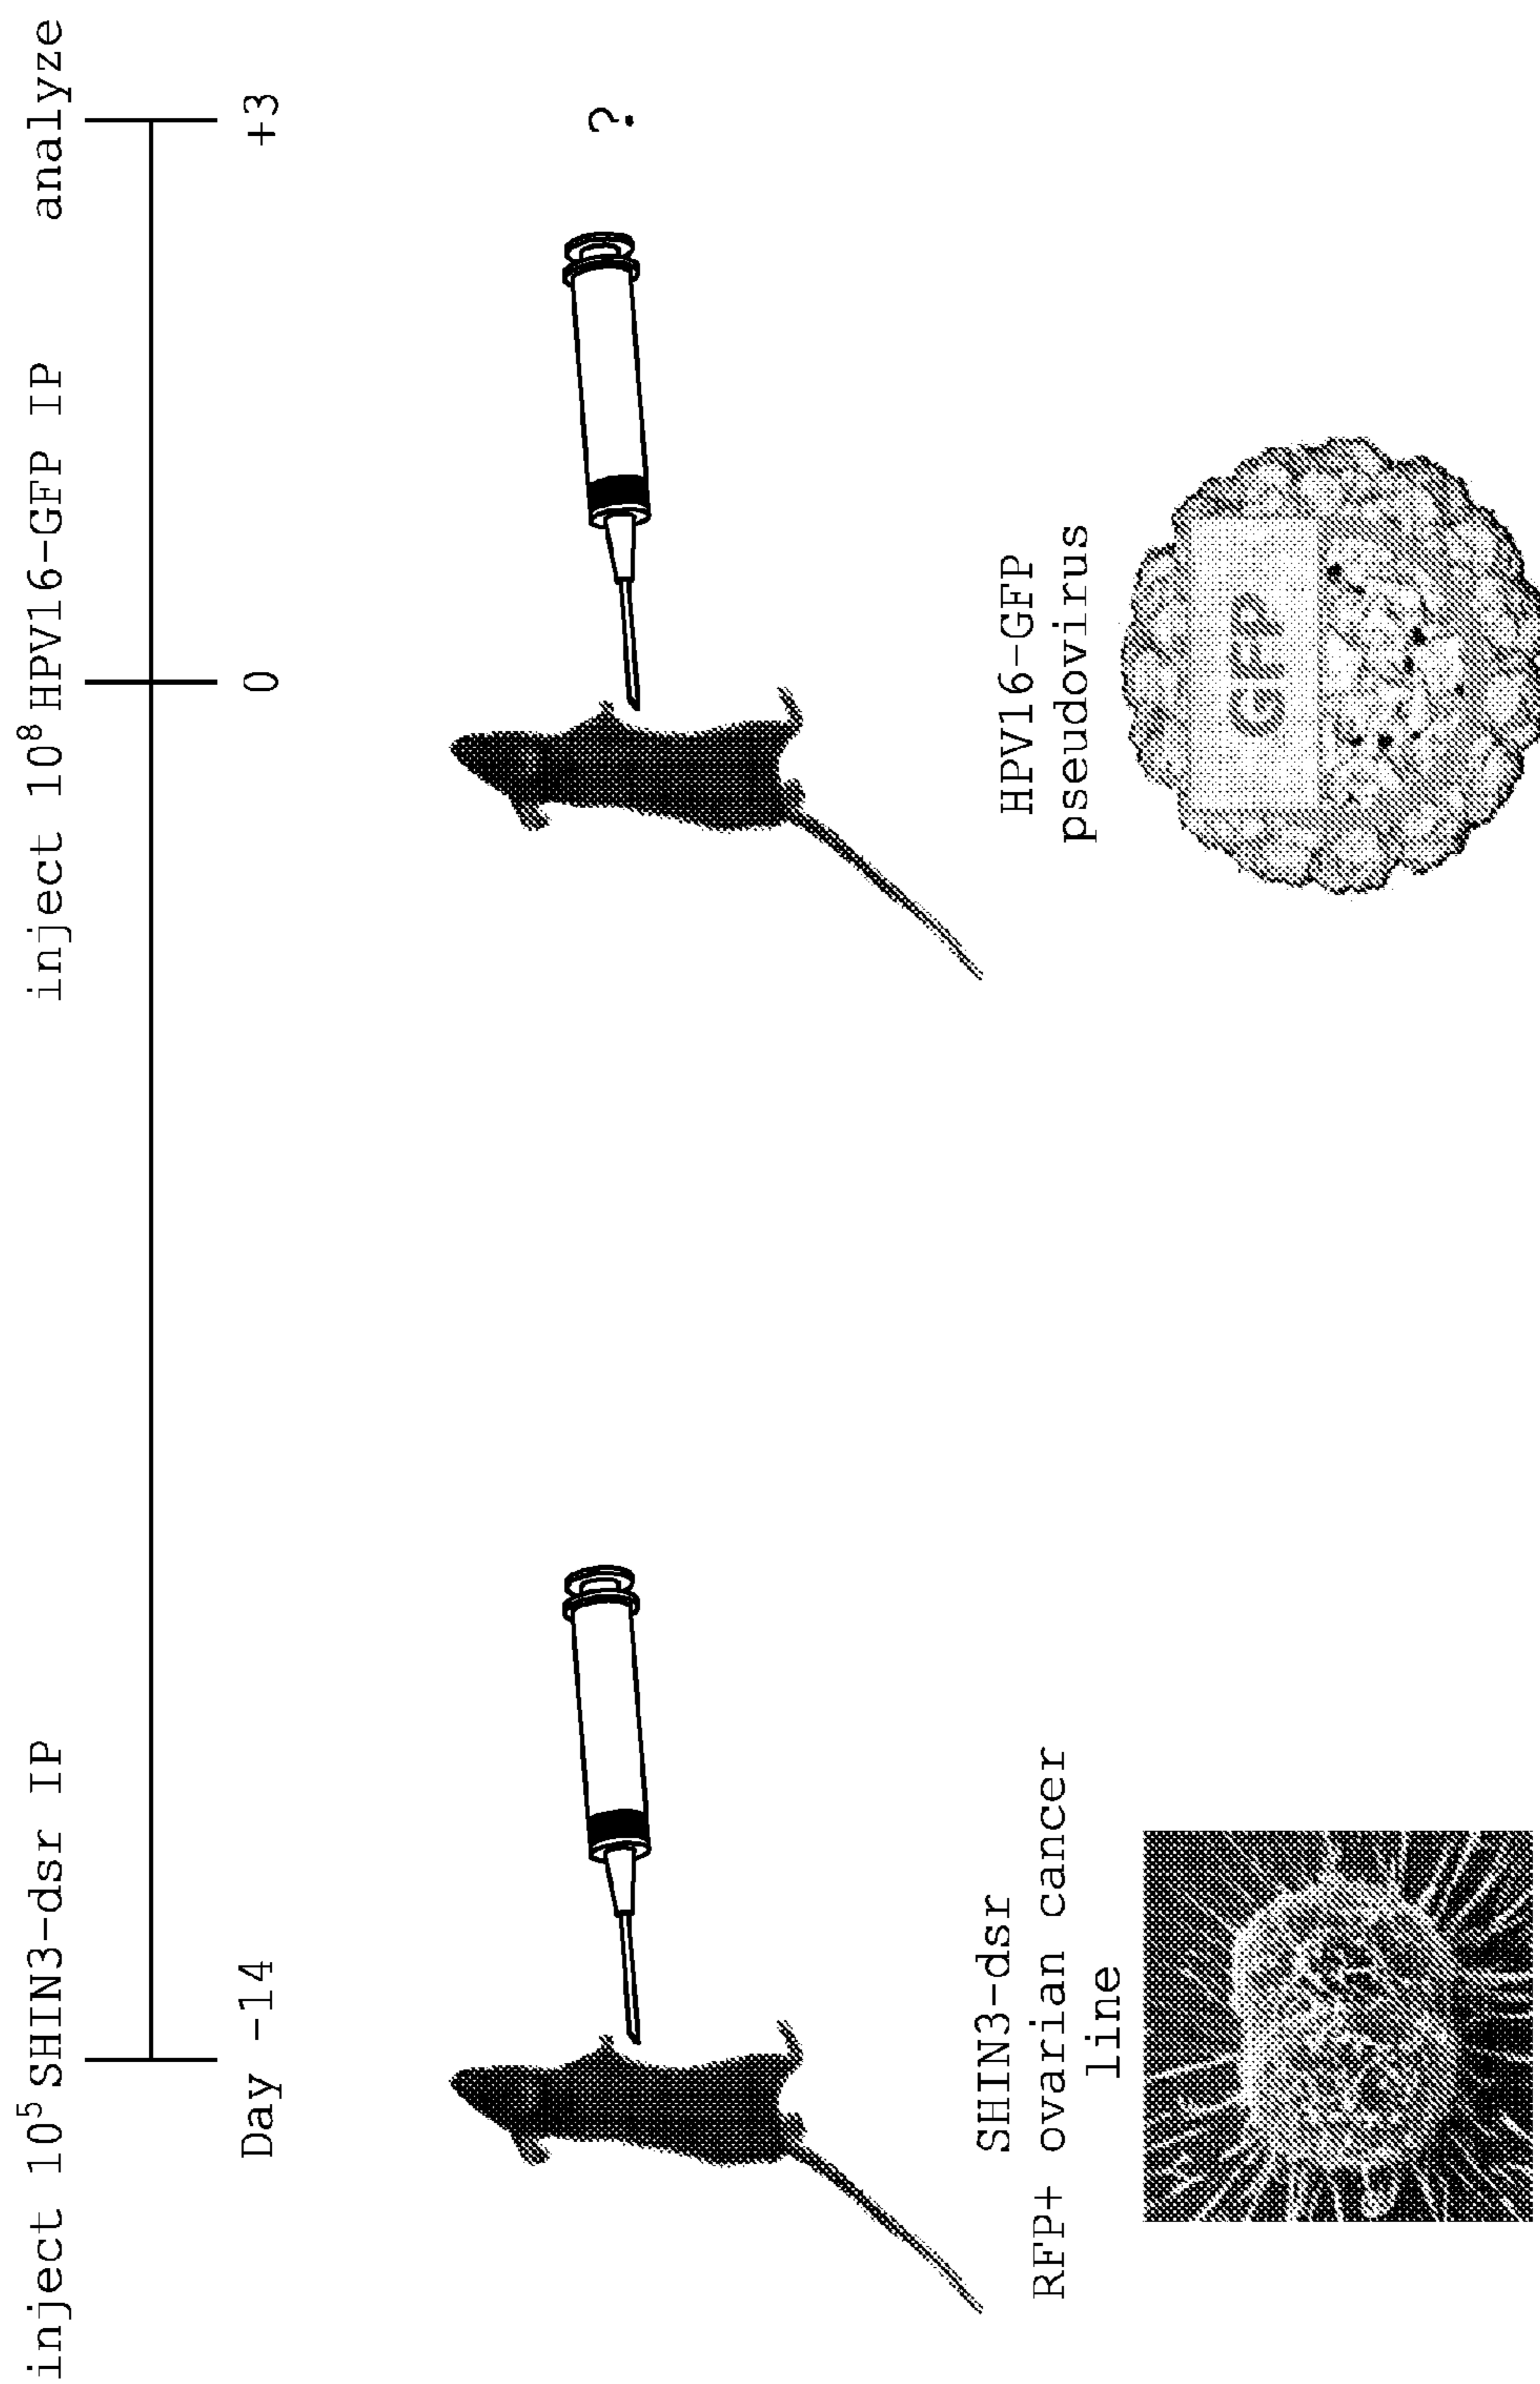 inject 10⁵ SHIN3-dsr IP
inject 10⁸ HPV16-GFP IP
analyze
Day -14
0
+3
?
SHIN3-dsr
RFP+ ovarian cancer
line
HPV16-GFP
pseudovirus
GFP